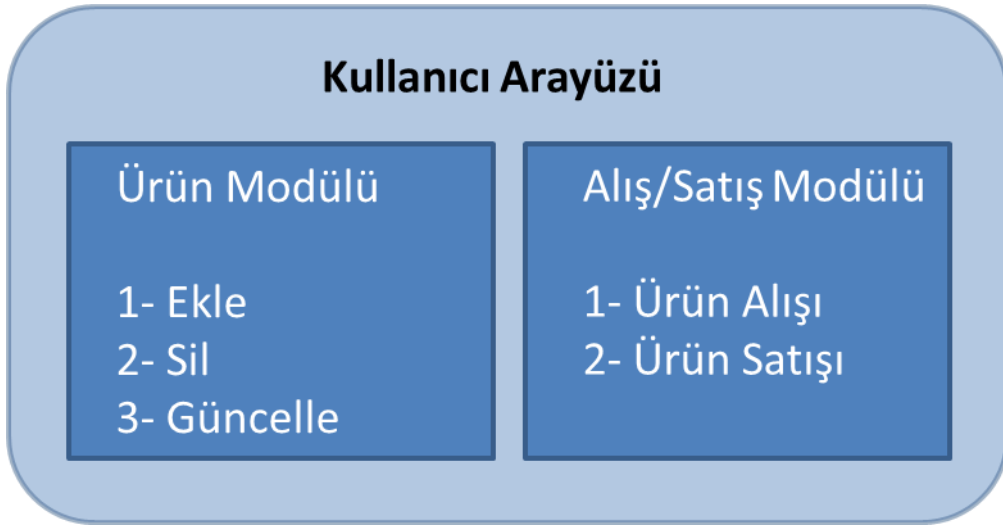 Kullanıcı Arayüzü
Ürün Modülü
1- Ekle
2- Sil
3- Güncelle
Alış/Satış Modülü
1- Ürün Alışı
2- Ürün Satışı